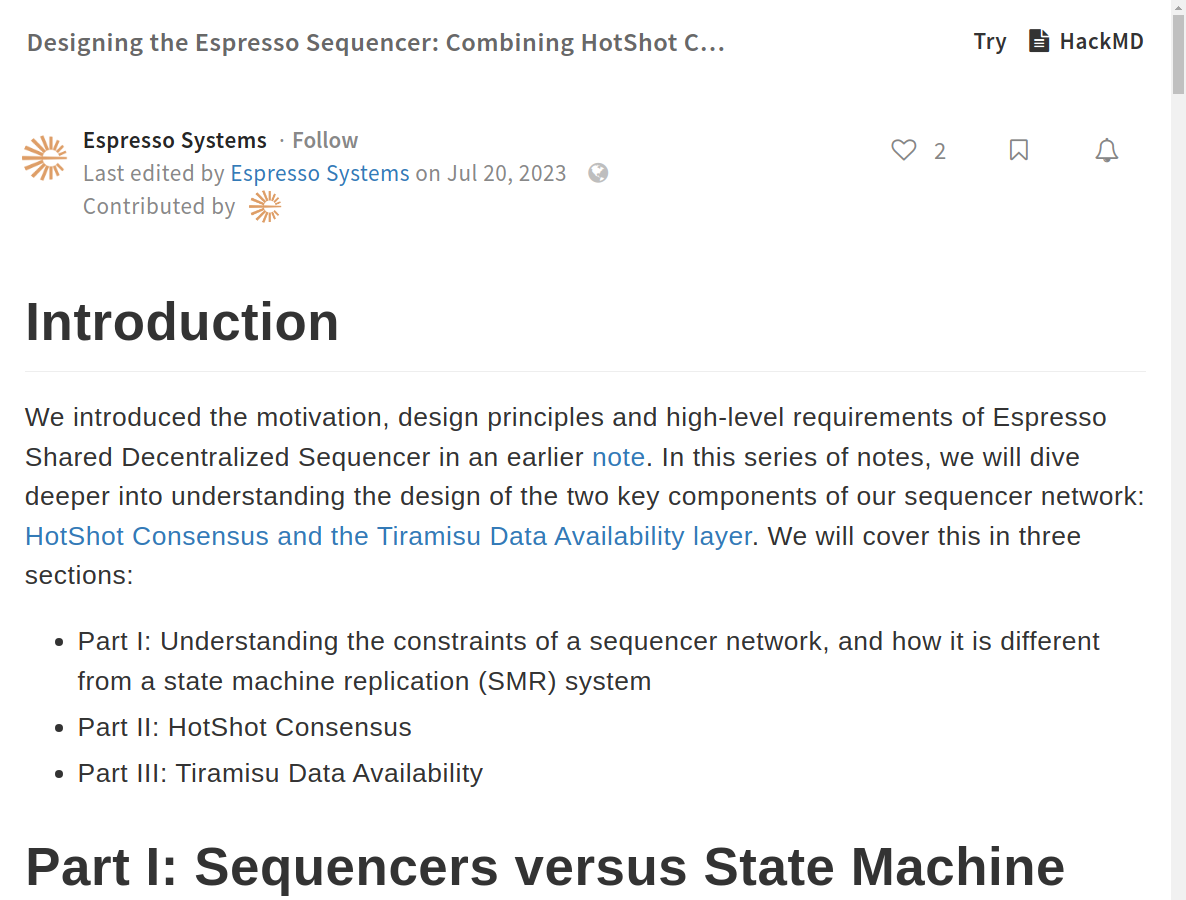 Designing the Espresso Sequencer: Combining HotShot C...
Try HackMD
Espresso Systems · Follow
2
Last edited by Espresso Systems on Jul 20, 2023
Contributed by
Introduction
We introduced the motivation, design principles and high-level requirements of Espresso
Shared Decentralized Sequencer in an earlier note. In this series of notes, we will dive
deeper into understanding the design of the two key components of our sequencer network:
HotShot Consensus and the Tiramisu Data Availability layer. We will cover this in three
sections:
• Part I: Understanding the constraints of a sequencer network, and how it is different
from a state machine replication (SMR) system
• Part II: HotShot Consensus
• Part III: Tiramisu Data Availability
Part I: Sequencers versus State Machine